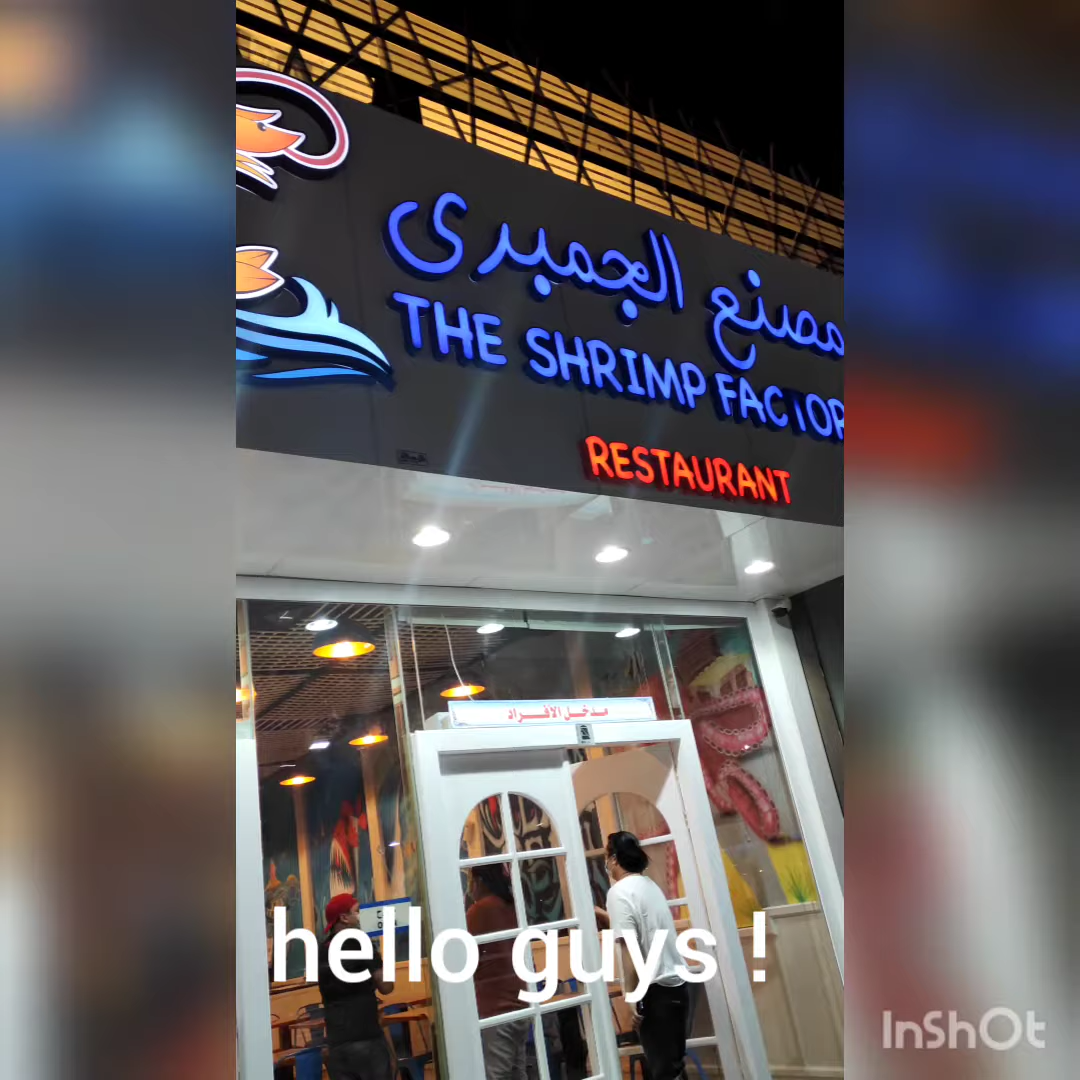 مصنع الجمبرى
THE SHRIMP FACTOR
RESTAURANT
مدخل الافراد
hello guys !
InShOt